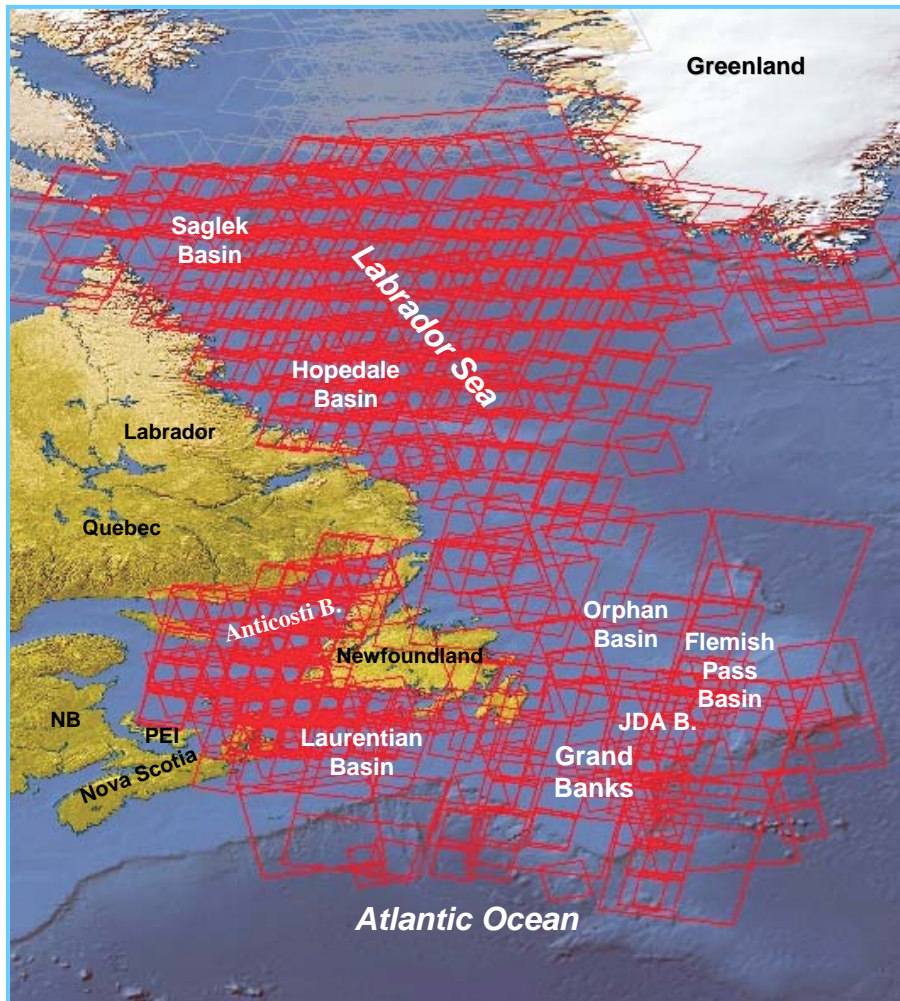 Greenland
Saglek
Basin
Labrador Sea
Hopedale
Basin
Labrador
Quebec
Anticosti B.
Orphan
Basin
Newfoundland
Flemish
Pass
Basin
NB
PEI
JDA B.
Laurentian
Basin
Nova Scotia
Grand
Banks
Atlantic Ocean